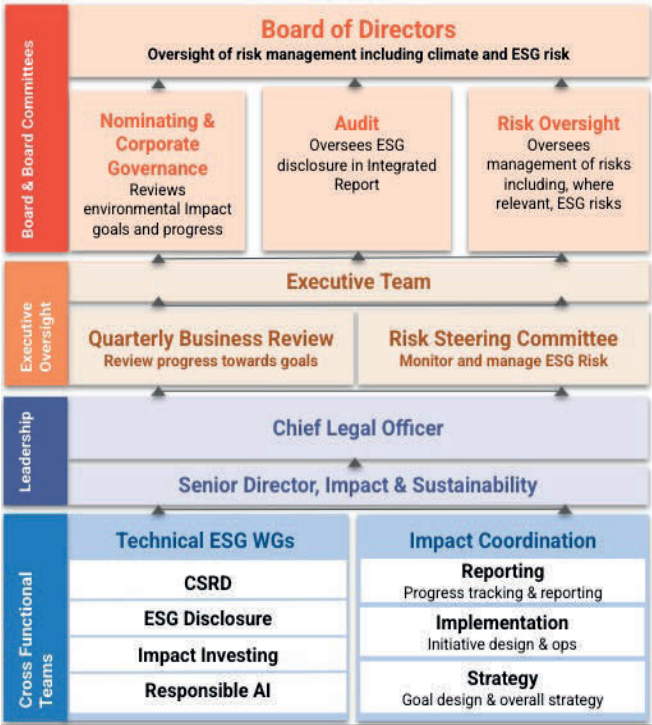 Board & Board Committees
Board of Directors
Oversight of risk management including climate and ESG risk
Nominating &
Corporate
Governance
Reviews
environmental Impact
goals and progress
Audit
Oversees ESG
disclosure in Integrated
Report
Risk Oversight
Oversees
management of risks
including, where
relevant, ESG risks
Executive
Oversight
Executive Team
Quarterly Business Review
Review progress towards goals
Risk Steering Committee
Monitor and manage ESG Risk
Leadership
Chief Legal Officer
Senior Director, Impact & Sustainability
Cross Functional
Teams
Technical ESG WGs
CSRD
ESG Disclosure
Impact Investing
Responsible AI
Impact Coordination
Reporting
Progress tracking & reporting
Implementation
Initiative design & ops
Strategy
Goal design & overall strategy